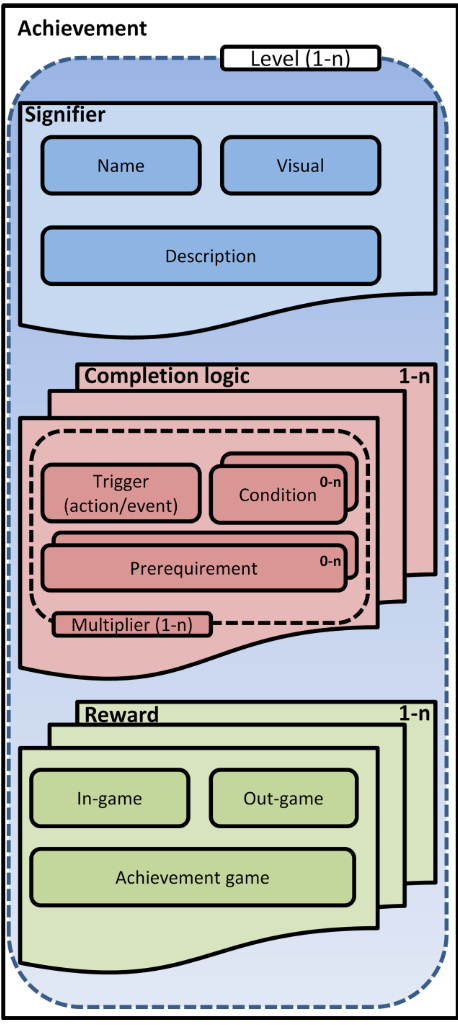 Achievement
Level (1-n)
Signifier
Name
Visual
Description
Completion logic
1-n
Trigger
(action/event)
Condition
0-n
Prerequirement
0-n
Multiplier (1-n)
Reward
1-n
In-game
Out-game
Achievement game